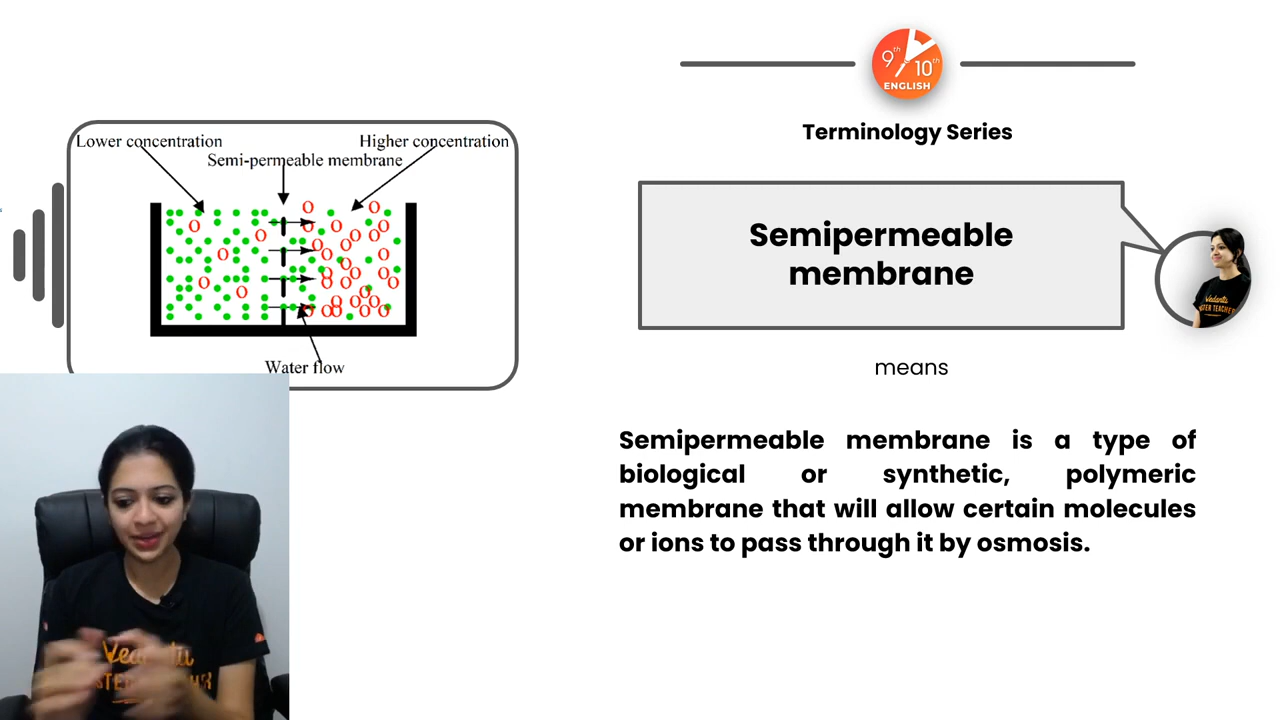 9th
10th
ENGLISH
Terminology Series
Lower concentration
Higher concentration
Semi-permeable membrane
Water flow
Semipermeable
membrane
means
Semipermeable membrane is a type of
biological or synthetic, polymeric
membrane that will allow certain molecules
or ions to pass through it by osmosis.
Vedantu
Vedantu